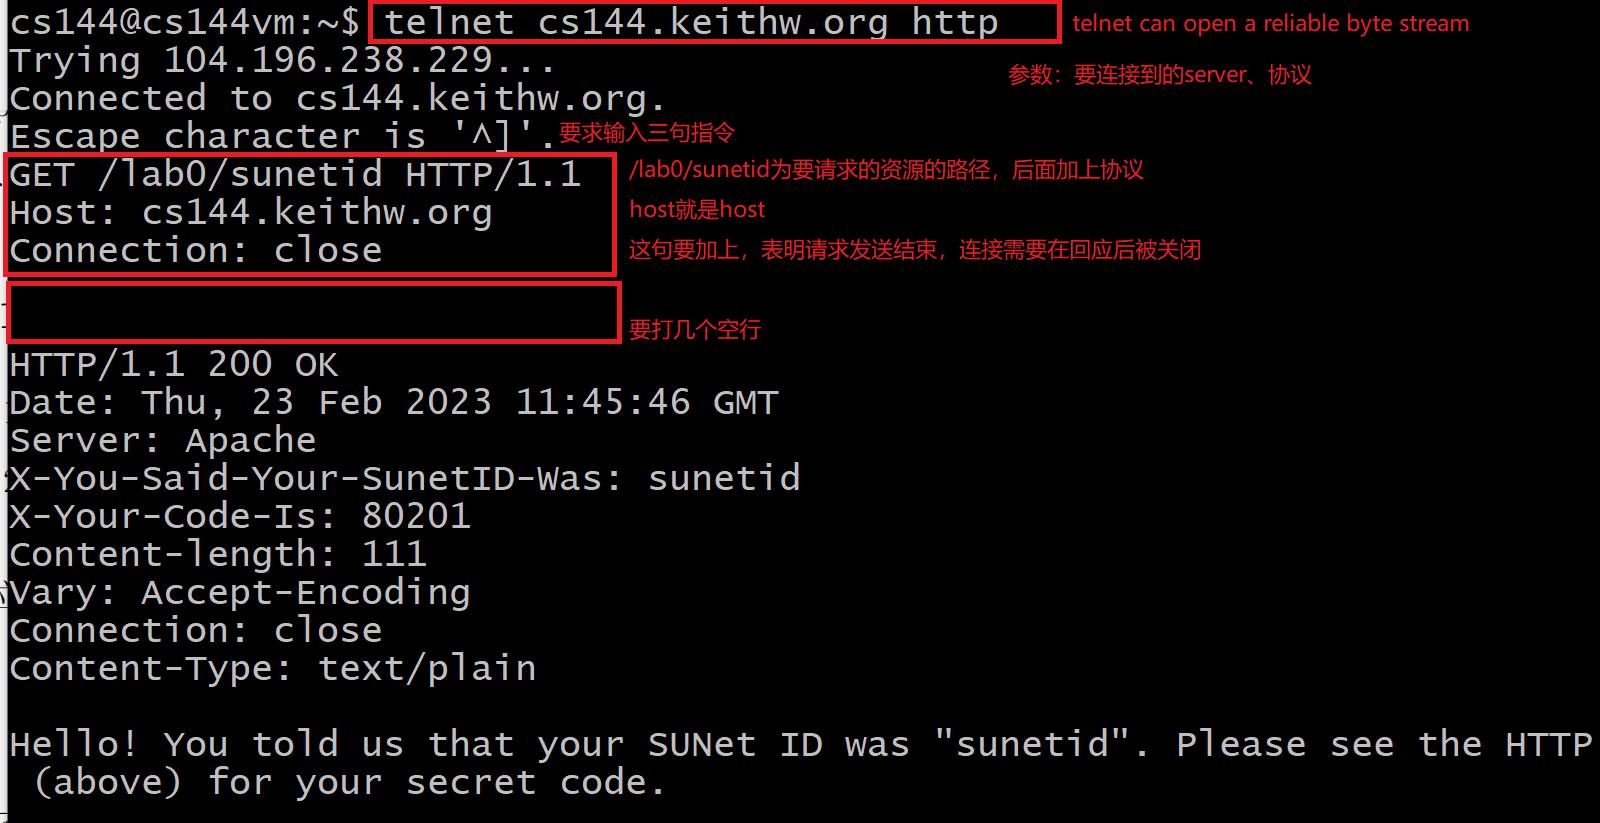 cs144@cs144vm:~$ telnet cs144.keithw.org http
telnet can open a reliable byte stream
Trying 104.196.238.229...
参数：要连接到的server、协议
Connected to cs144.keithw.org.
Escape character is '^]'.
要求输入三句指令
GET /lab0/sunetid HTTP/1.1
/lab0/sunetid为要请求的资源的路径，后面加上协议
Host: cs144.keithw.org
host就是host
Connection: close
这句要加上，表明请求发送结束，连接需要在回应后被关闭
要打几个空行
HTTP/1.1 200 OK
Date: Thu, 23 Feb 2023 11:45:46 GMT
Server: Apache
X-You-Said-Your-SunetID-Was: sunetid
X-Your-Code-Is: 80201
Content-length: 111
Vary: Accept-Encoding
Connection: close
Content-Type: text/plain
Hello! You told us that your SUNet ID was "sunetid". Please see the HTTP
(above) for your secret code.